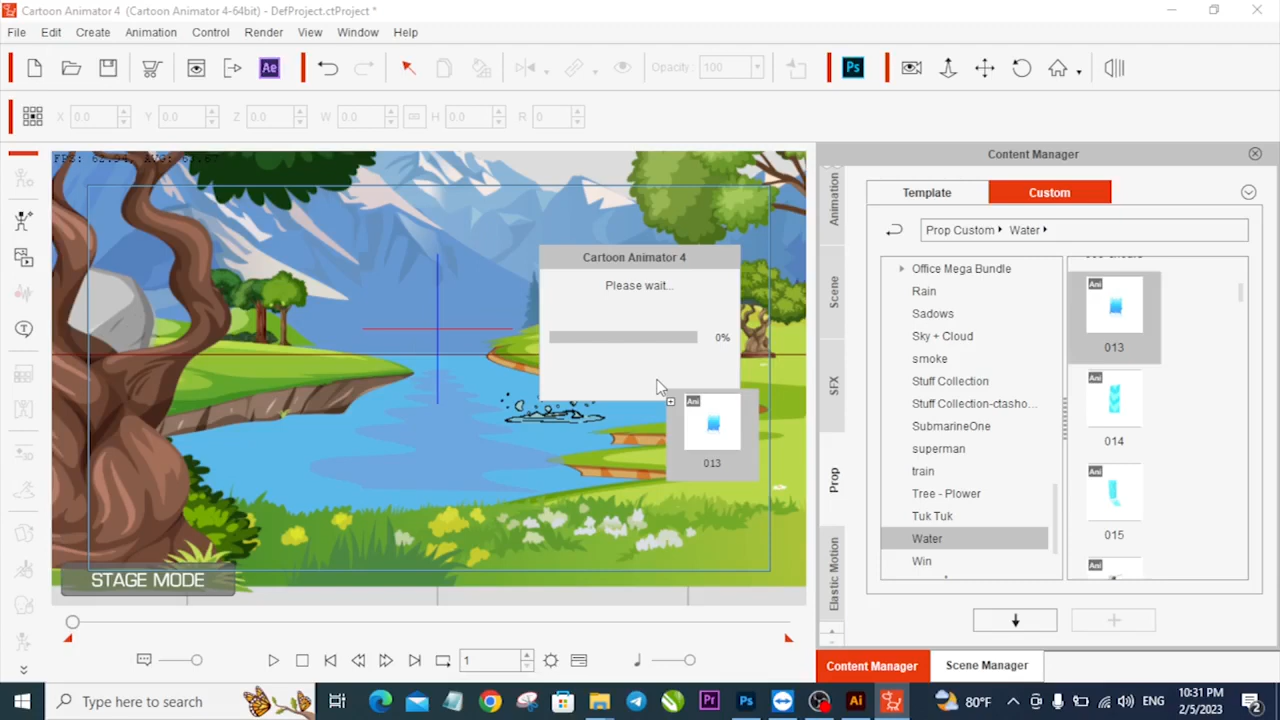 Cartoon Animator 4 (Cartoon Animator 4-64bit) - DefProject.ctProject *
File Edit Create Animation Control Render View Window Help
Ae
Opacity : 100
Ps
X 0.0 Y 0.0 Z 0.0 W 0.0 H 0.0 R 0
Content Manager
Template Custom
Prop Custom Water
Animation
Scene
SFX
Prop
Elastic Motion
Office Mega Bundle
Rain
Sadows
Sky + Cloud
smoke
Stuff Collection
Stuff Collection-ctasho...
SubmarineOne
superman
train
Tree - Plower
Tuk Tuk
Water
Win
Ani
013
Ani
014
Ani
015
Ani
Cartoon Animator 4
Please wait...
0%
Ani
013
STAGE MODE
1
Content Manager Scene Manager
Type here to search
Pr
Ps
Ai
80°F
ENG
10:31 PM
2/5/2023
2